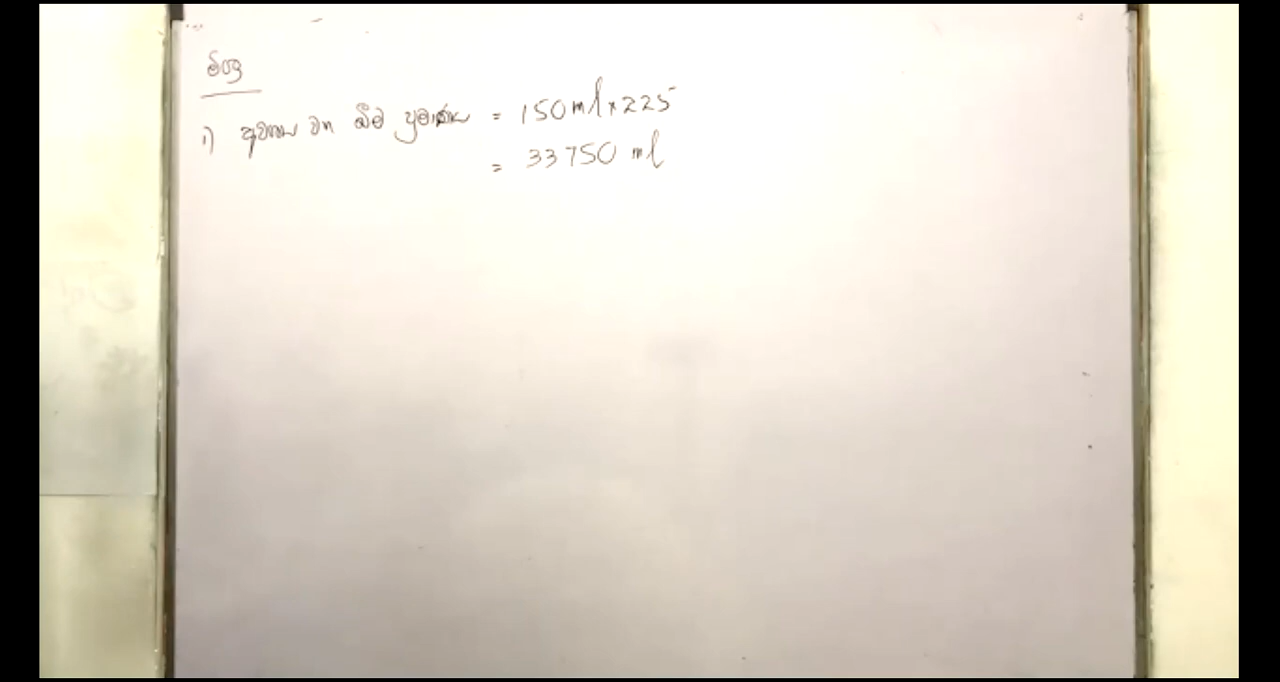 i) අවශ්‍ය වන බීම ප්‍රමාණය = 150 ml × 225
= 33750 ml